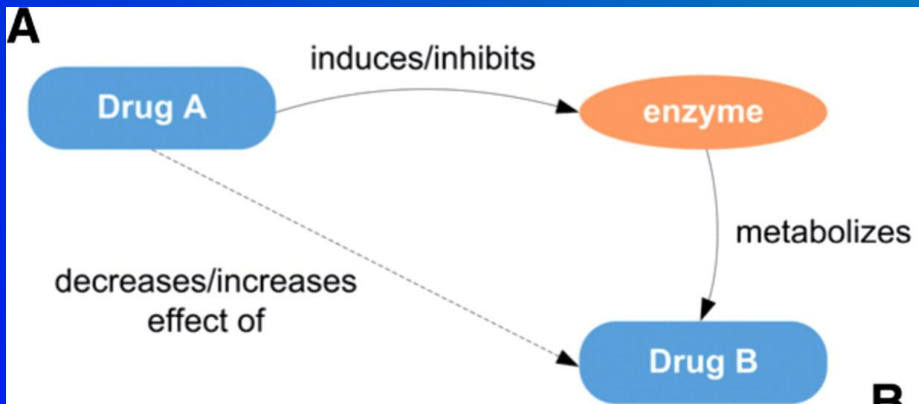 A
induces/inhibits
Drug A
enzyme
metabolizes
decreases/increases
effect of
Drug B
B